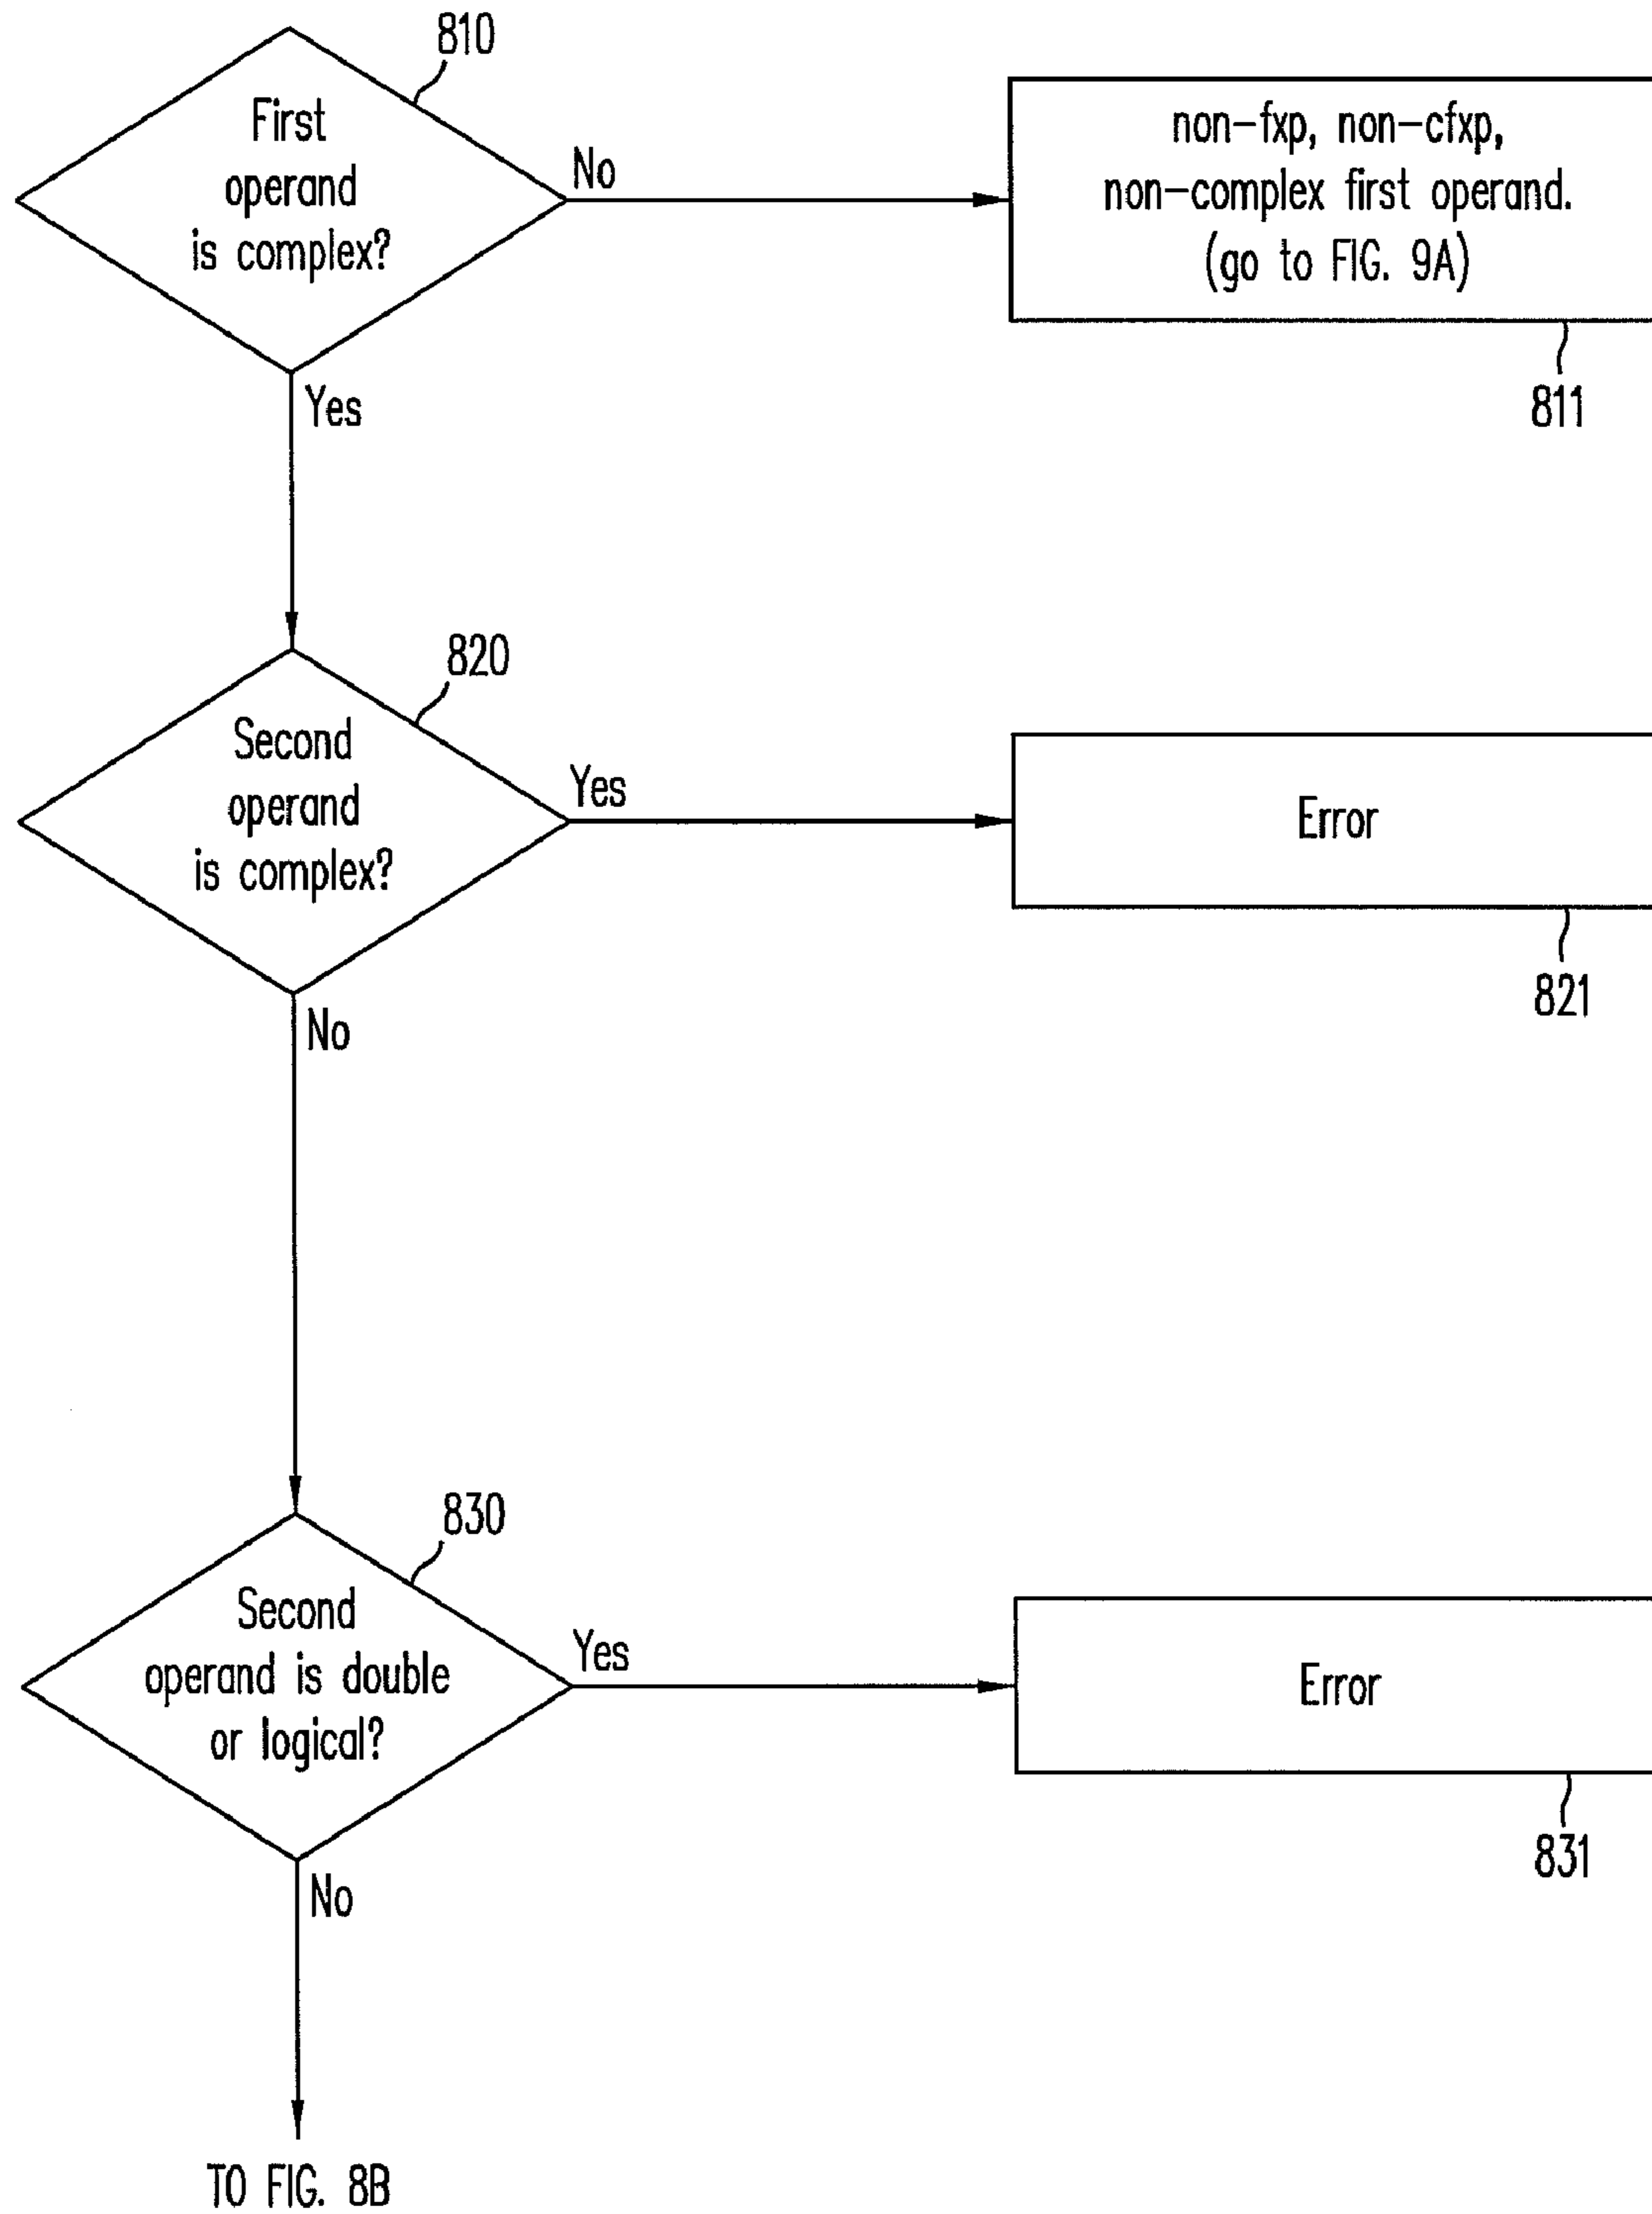 810
First
operand
is complex?
No
non-fxp, non-cfxp,
non-complex first operand.
(go to FIG. 9A)
811
Yes
820
Second
operand
is complex?
Yes
Error
821
No
830
Second
operand is double
or logical?
Yes
Error
831
No
TO FIG. 8B